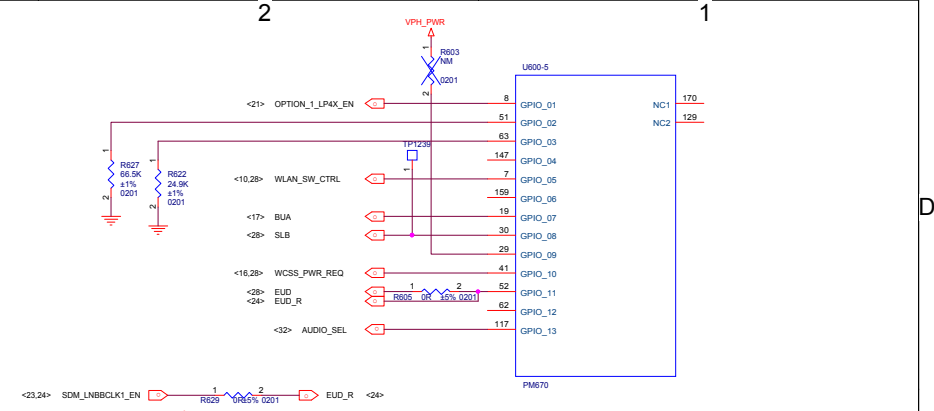 2 1
VPH_PWR
1 R603
NM
0201
2
U600-5
<21> OPTION_1_LP4X_EN 8 GPIO_01 NC1 170
51 GPIO_02 NC2 129
63 GPIO_03
TP1239
1
147 GPIO_04
1 R627
66.5K
±1%
0201
2
1 R622
24.9K
±1%
0201
2
<10,28> WLAN_SW_CTRL 7 GPIO_05
159 GPIO_06
D
<17> BUA 19 GPIO_07
<28> SLB 30 GPIO_08
29 GPIO_09
<16,28> WCSS_PWR_REQ 41 GPIO_10
<28> EUD 1 2 52 GPIO_11
<24> EUD_R R605 0R ±5% 0201
62 GPIO_12
<32> AUDIO_SEL 117 GPIO_13
PM670
<23,24> SDM_LNBBCLK1_EN 1 2 EUD_R <24>
R629 0R±5% 0201